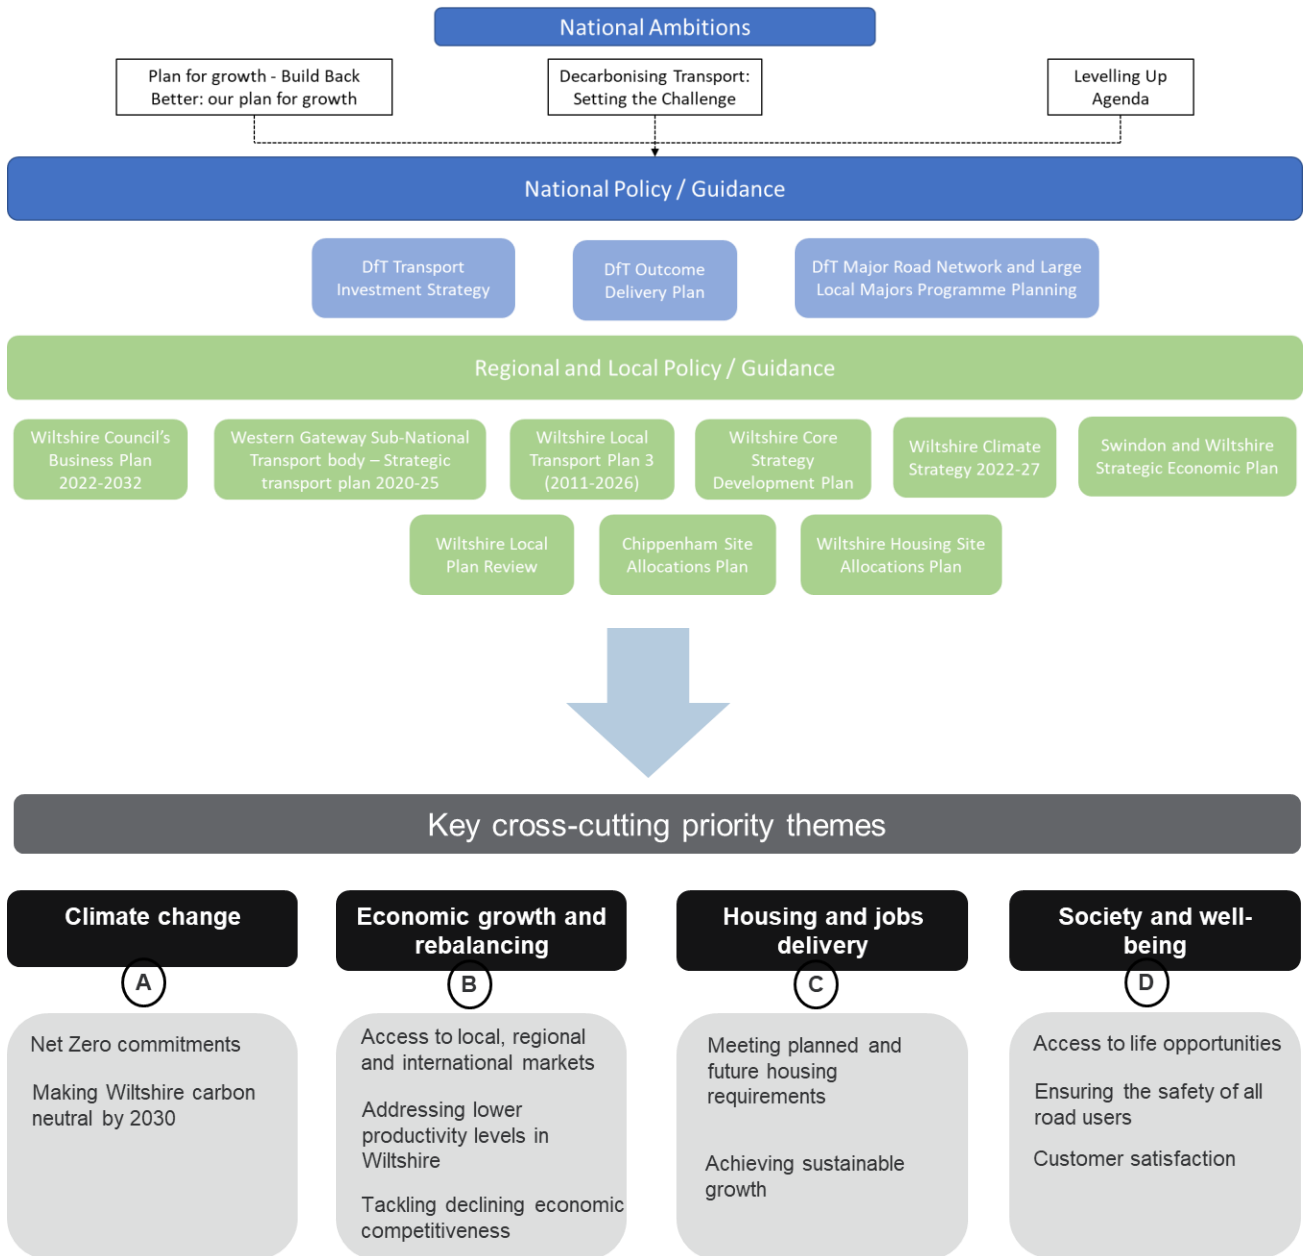 National Ambitions
Plan for growth - Build Back
Better: our plan for growth
Decarbonising Transport:
Setting the Challenge
Levelling Up
Agenda
National Policy / Guidance
DfT Transport
Investment Strategy
DfT Outcome
Delivery Plan
DfT Major Road Network and Large
Local Majors Programme Planning
Regional and Local Policy / Guidance
Wiltshire Council’s
Business Plan
2022-2032
Western Gateway Sub-National
Transport body – Strategic
transport plan 2020-25
Wiltshire Local
Transport Plan 3
(2011-2026)
Wiltshire Core
Strategy
Development Plan
Wiltshire Climate
Strategy 2022-27
Swindon and Wiltshire
Strategic Economic Plan
Wiltshire Local
Plan Review
Chippenham Site
Allocations Plan
Wiltshire Housing Site
Allocations Plan
Key cross-cutting priority themes
Climate change
A
Net Zero commitments
Making Wiltshire carbon
neutral by 2030
Economic growth and
rebalancing
B
Access to local, regional
and international markets
Addressing lower
productivity levels in
Wiltshire
Tackling declining economic
competitiveness
Housing and jobs
delivery
C
Meeting planned and
future housing
requirements
Achieving sustainable
growth
Society and well-
being
D
Access to life opportunities
Ensuring the safety of all
road users
Customer satisfaction